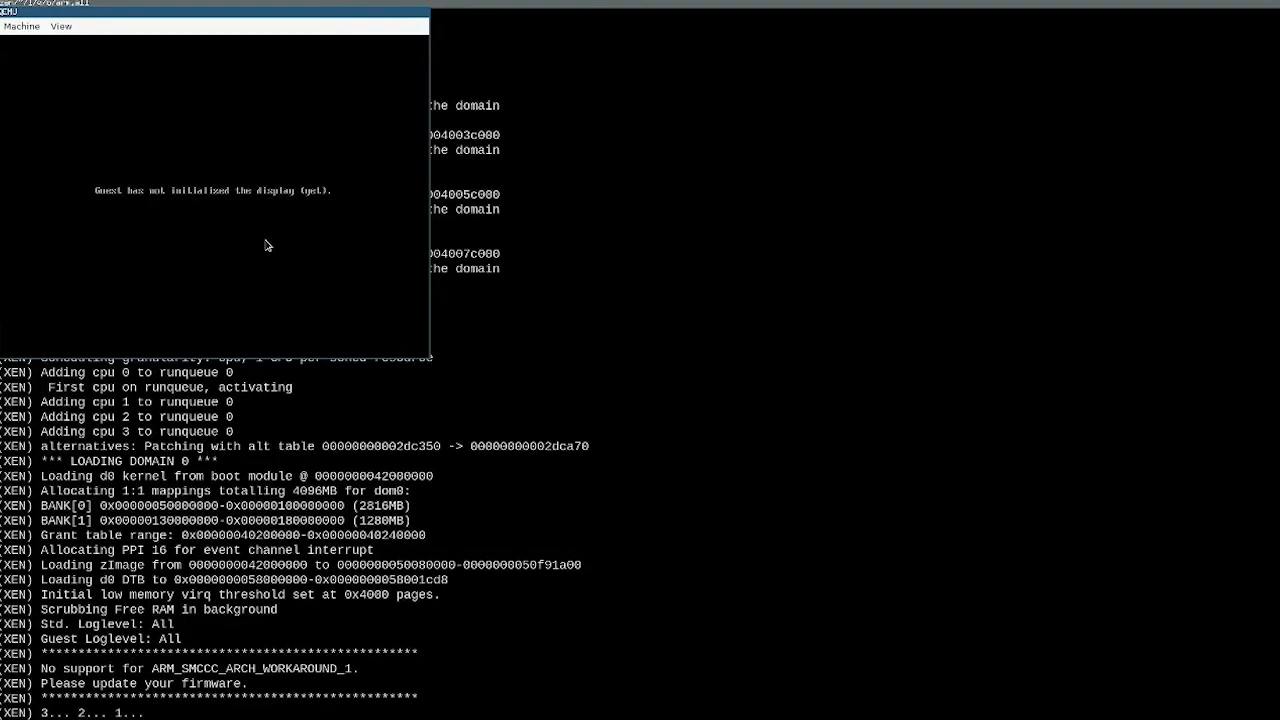 QEMU
Machine View
Guest has not initialized the display (yet).
the domain
004003c000
the domain
004005c000
the domain
004007c000
the domain
(XEN) Adding cpu 0 to runqueue 0
(XEN)  First cpu on runqueue, activating
(XEN) Adding cpu 1 to runqueue 0
(XEN) Adding cpu 2 to runqueue 0
(XEN) Adding cpu 3 to runqueue 0
(XEN) alternatives: Patching with alt table 00000000002dc350 -> 00000000002dca70
(XEN) *** LOADING DOMAIN 0 ***
(XEN) Loading d0 kernel from boot module @ 0000000042000000
(XEN) Allocating 1:1 mappings totalling 4096MB for dom0:
(XEN) BANK[0] 0x00000050000000-0x00000100000000 (2816MB)
(XEN) BANK[1] 0x00000130000000-0x00000180000000 (1280MB)
(XEN) Grant table range: 0x00000040200000-0x00000040240000
(XEN) Allocating PPI 16 for event channel interrupt
(XEN) Loading zImage from 0000000042000000 to 0000000050080000-0000000050f91a00
(XEN) Loading d0 DTB to 0x0000000058000000-0x0000000058001cd8
(XEN) Initial low memory virq threshold set at 0x4000 pages.
(XEN) Scrubbing Free RAM in background
(XEN) Std. Loglevel: All
(XEN) Guest Loglevel: All
(XEN) ***************************************************
(XEN) No support for ARM_SMCCC_ARCH_WORKAROUND_1.
(XEN) Please update your firmware.
(XEN) ***************************************************
(XEN) 3... 2... 1...